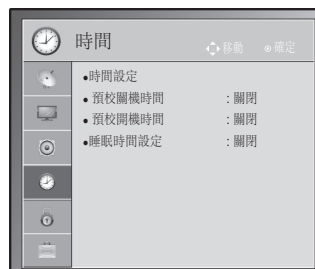 時間
移動 確定
●時間設定
● 預校關機時間 : 關閉
● 預校開機時間 : 關閉
●睡眠時間設定 : 關閉